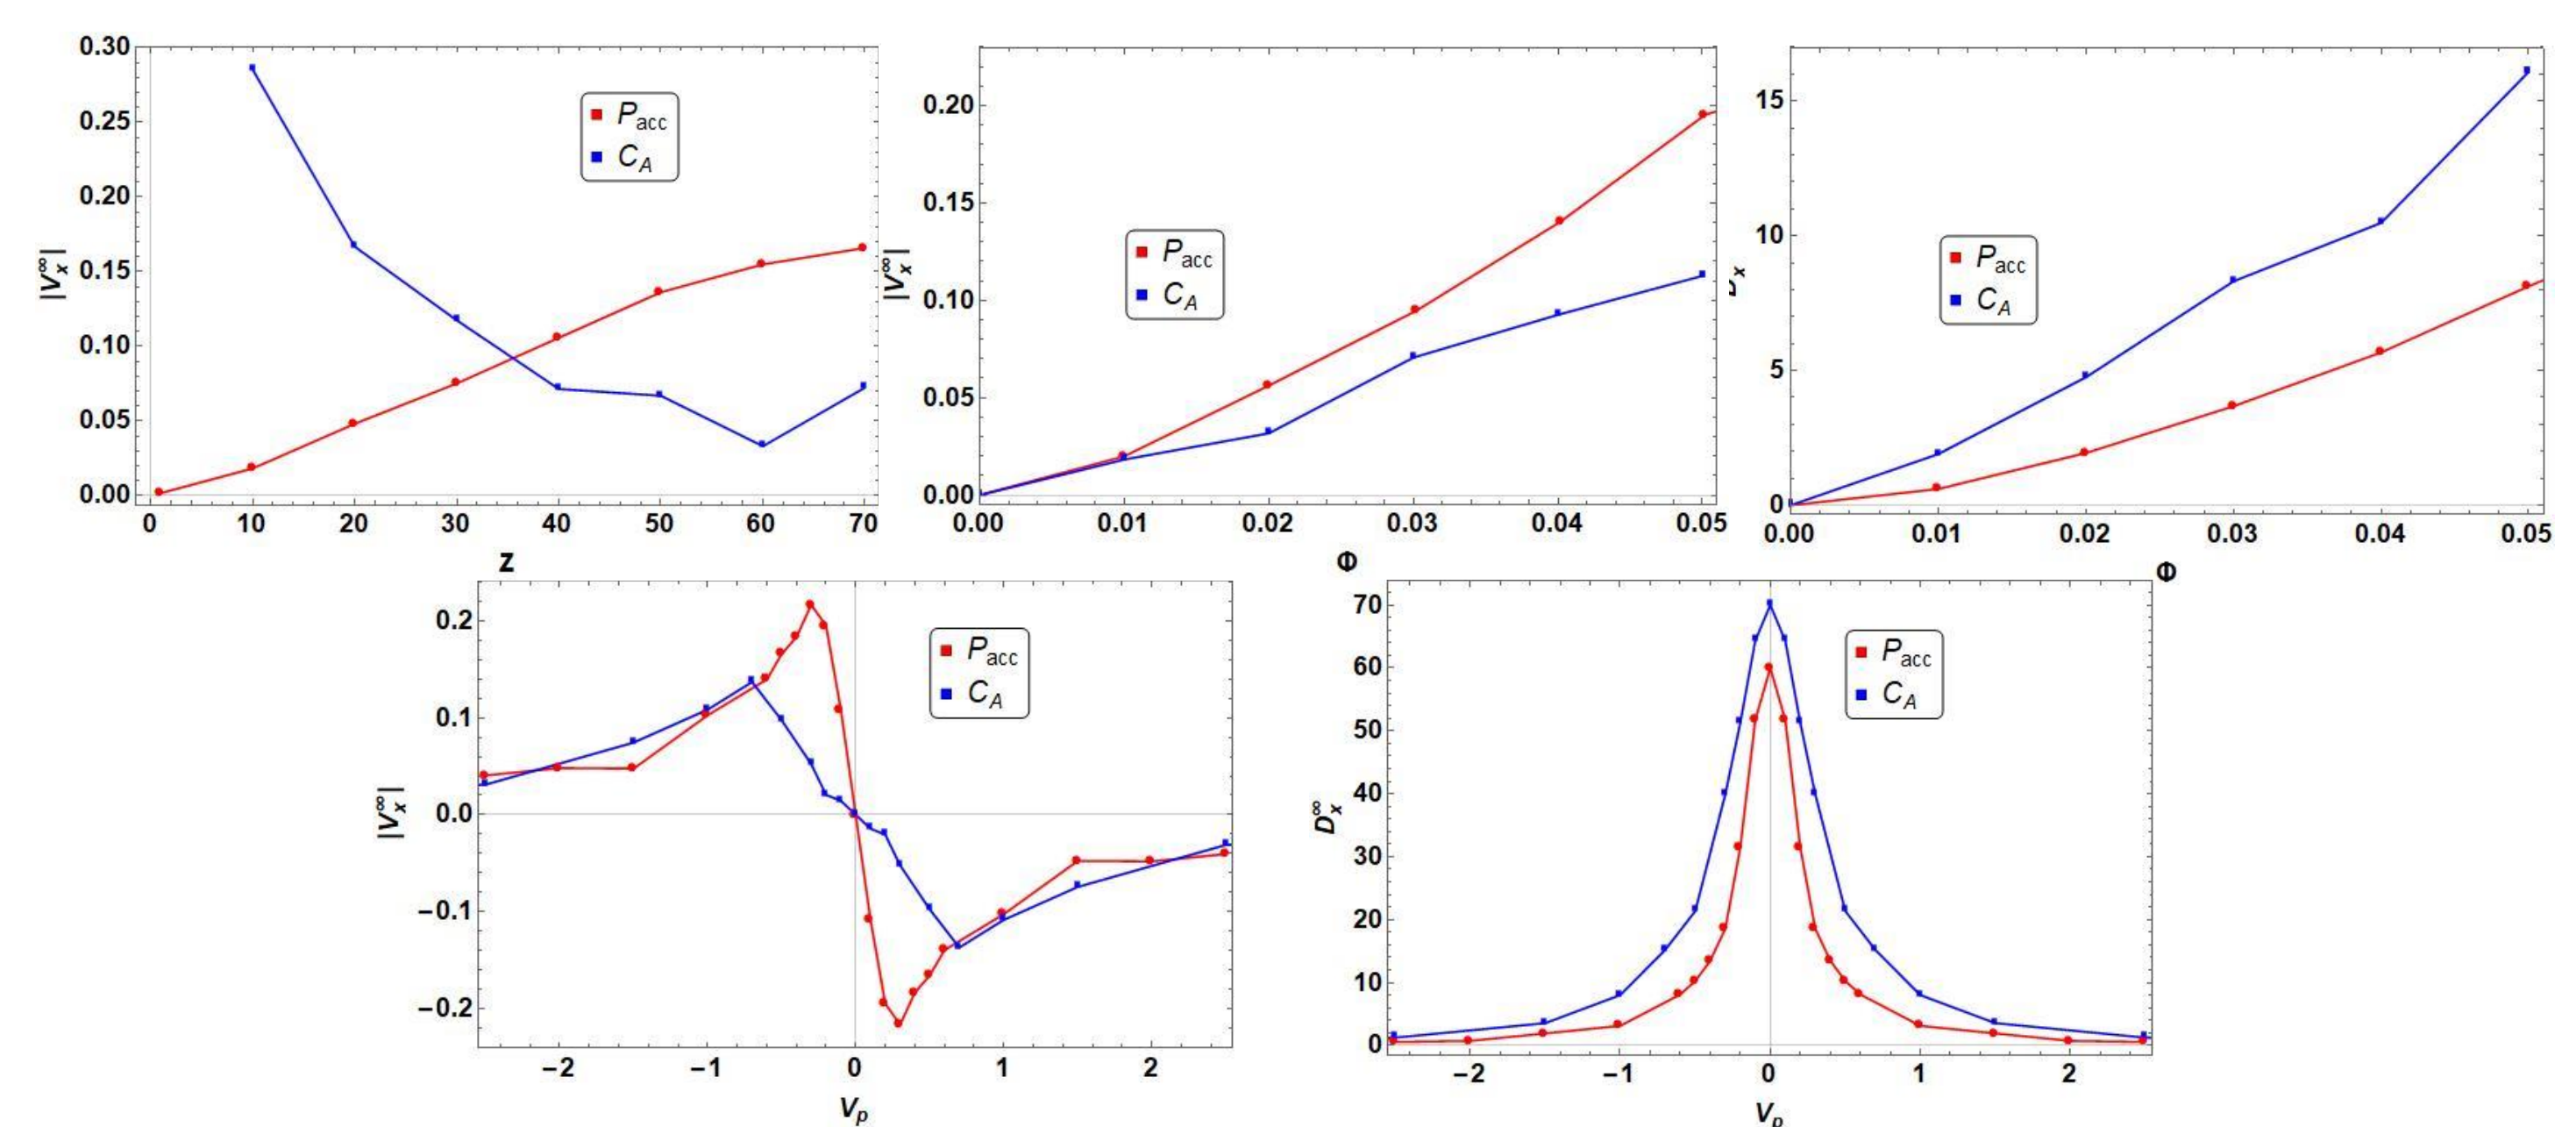 0.30
0.25
0.20
0.15
0.10
0.05
0.00
|V_x^∞|
P_acc
C_A
0 10 20 30 40 50 60 70
z
0.20
0.15
0.10
0.05
0.00
|V_x^∞|
P_acc
C_A
0.00 0.01 0.02 0.03 0.04 0.05
Φ
15
10
5
0
P_acc
C_A
0.00 0.01 0.02 0.03 0.04 0.05
Φ
0.2
0.1
0.0
−0.1
−0.2
|V_x^∞|
P_acc
C_A
−2 −1 0 1 2
V_p
70
60
50
40
30
20
10
0
D_x^∞
P_acc
C_A
−2 −1 0 1 2
V_p